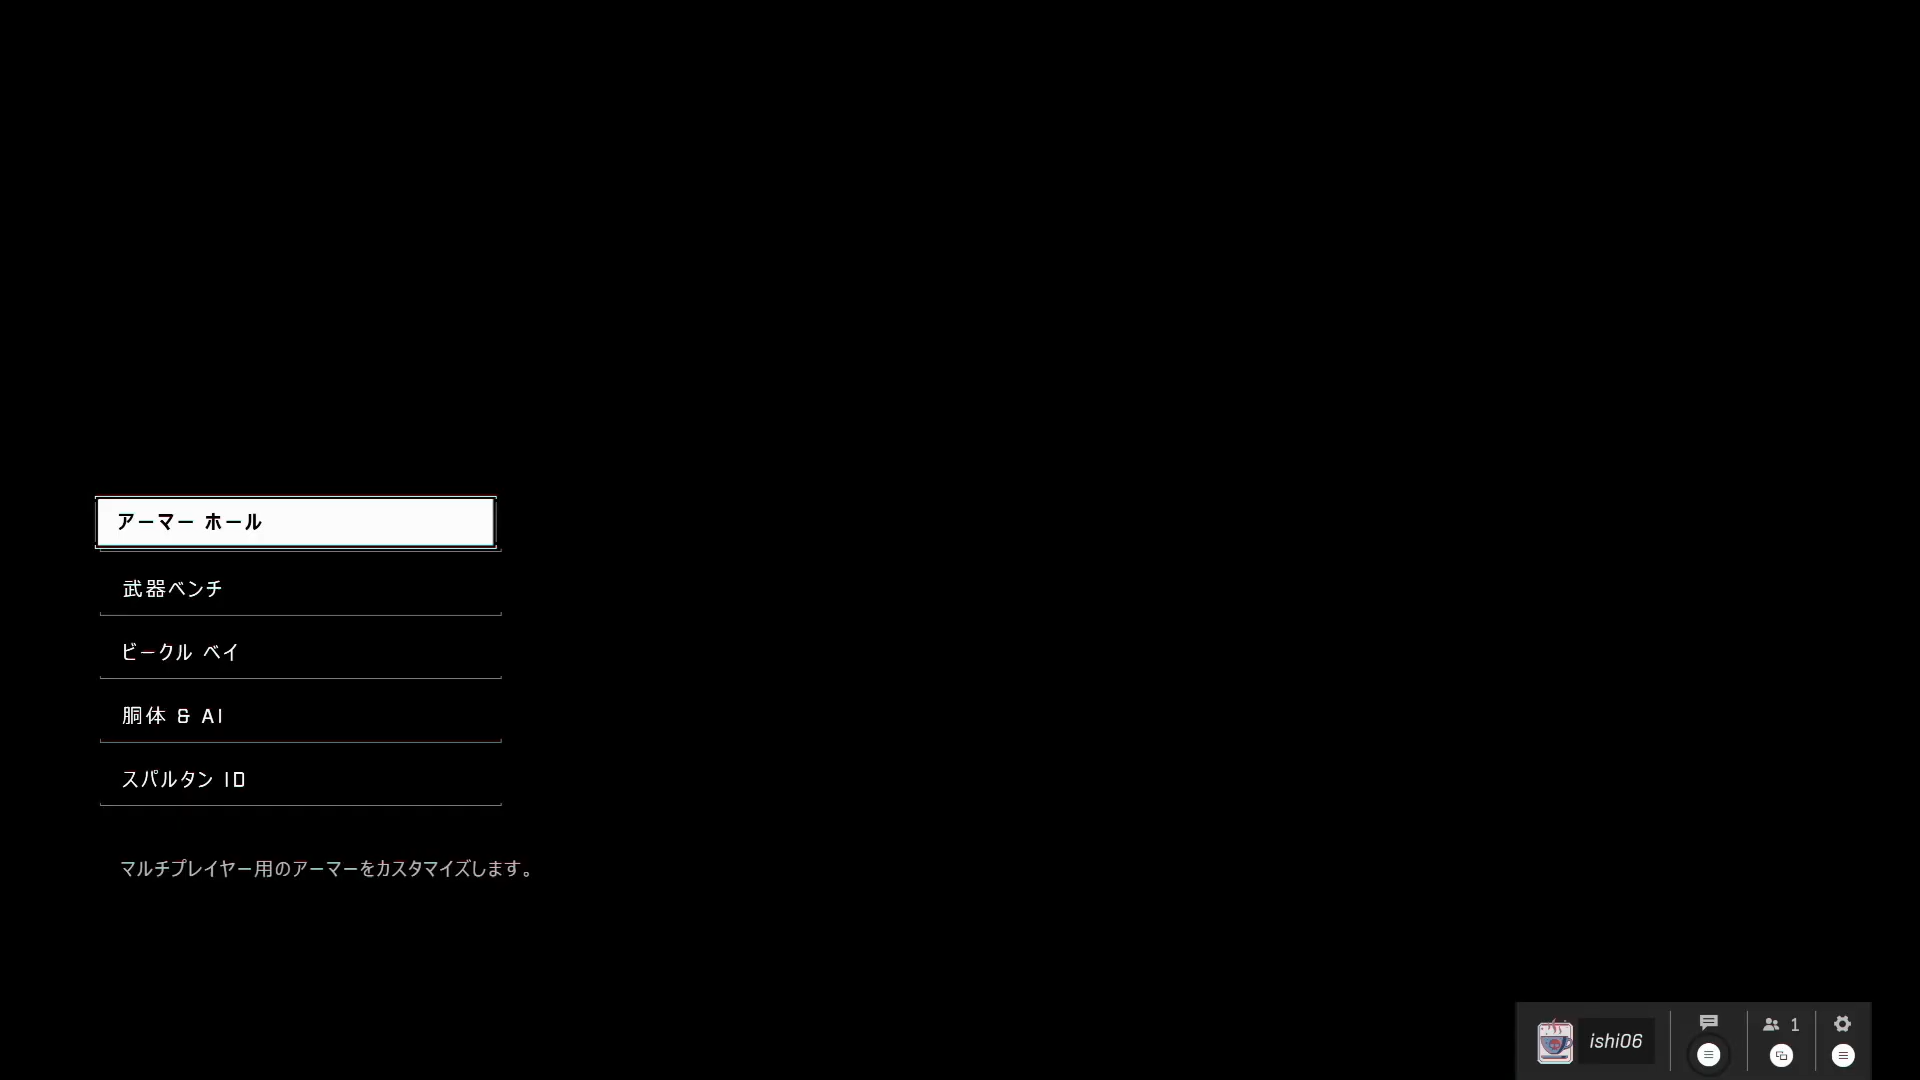 アーマー ホール
武器ベンチ
ビークル ベイ
胴体 & AI
スパルタン ID
マルチプレイヤー用のアーマーをカスタマイズします。
ishi06
1